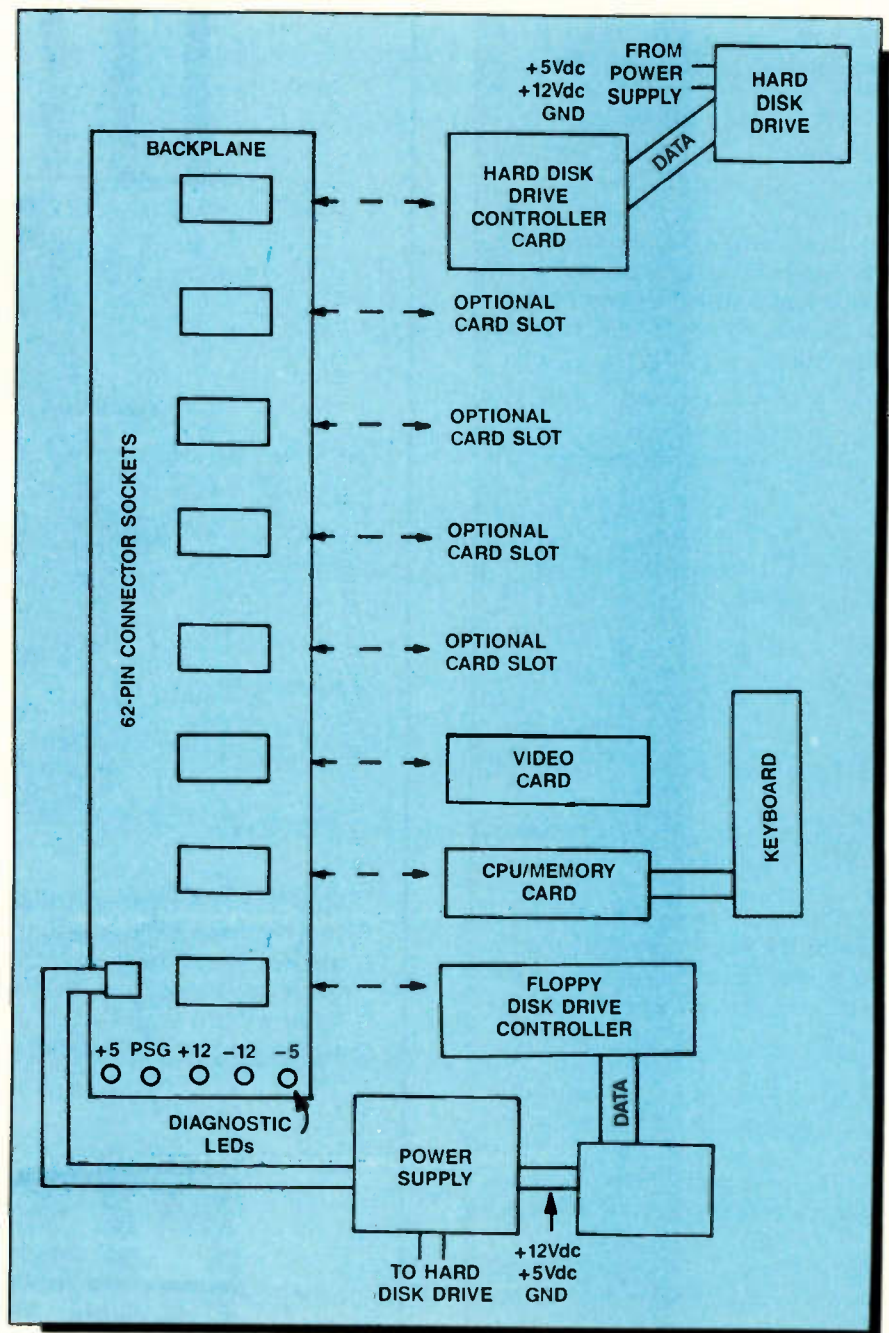 FROM
POWER
SUPPLY
+5Vdc
+12Vdc
GND
HARD
DISK
DRIVE
DATA
BACKPLANE
HARD DISK
DRIVE
CONTROLLER
CARD
OPTIONAL
CARD SLOT
OPTIONAL
CARD SLOT
OPTIONAL
CARD SLOT
OPTIONAL
CARD SLOT
62-PIN CONNECTOR SOCKETS
VIDEO
CARD
KEYBOARD
CPU/MEMORY
CARD
FLOPPY
DISK DRIVE
CONTROLLER
+5 PSG +12 −12 −5
DIAGNOSTIC
LEDs
DATA
POWER
SUPPLY
+12Vdc
+5Vdc
GND
TO HARD
DISK DRIVE